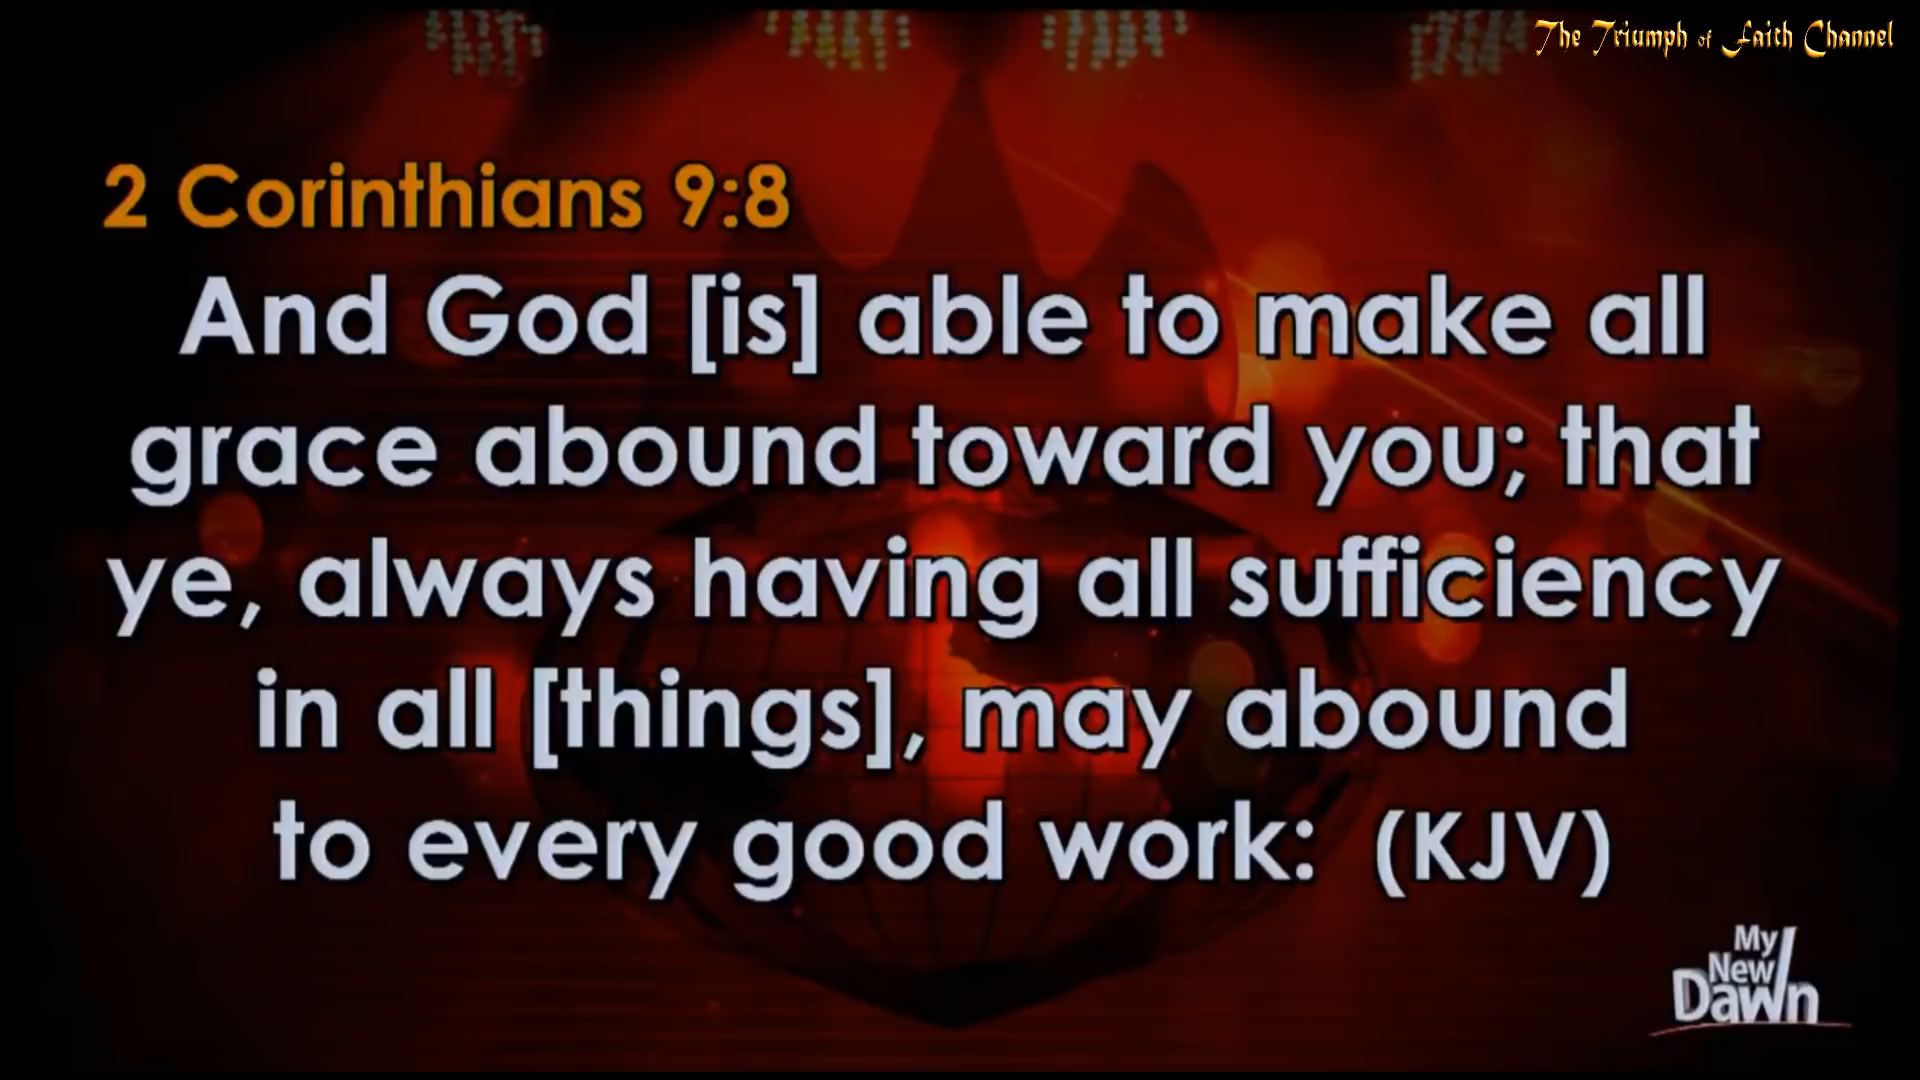 The Triumph of Faith Channel
2 Corinthians 9:8
And God [is] able to make all
grace abound toward you; that
ye, always having all sufficiency
in all [things], may abound
to every good work: (KJV)
My
New
Dawn